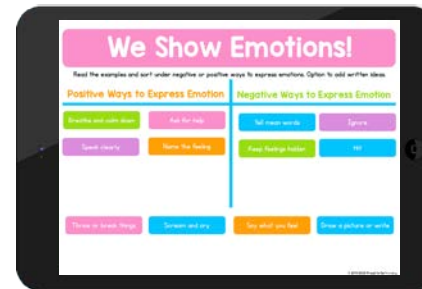 We Show Emotions!
Read the examples and sort under negative or positive ways to express emotions. Option to add written ideas.
Positive Ways to Express Emotion
Negative Ways to Express Emotion
Breathe and calm down
Ask for help
Yell mean words
Ignore
Speak clearly
Name the feeling
Keep feelings hidden
Hit
Throw or break things
Scream and cry
Say what you feel
Draw a picture or write